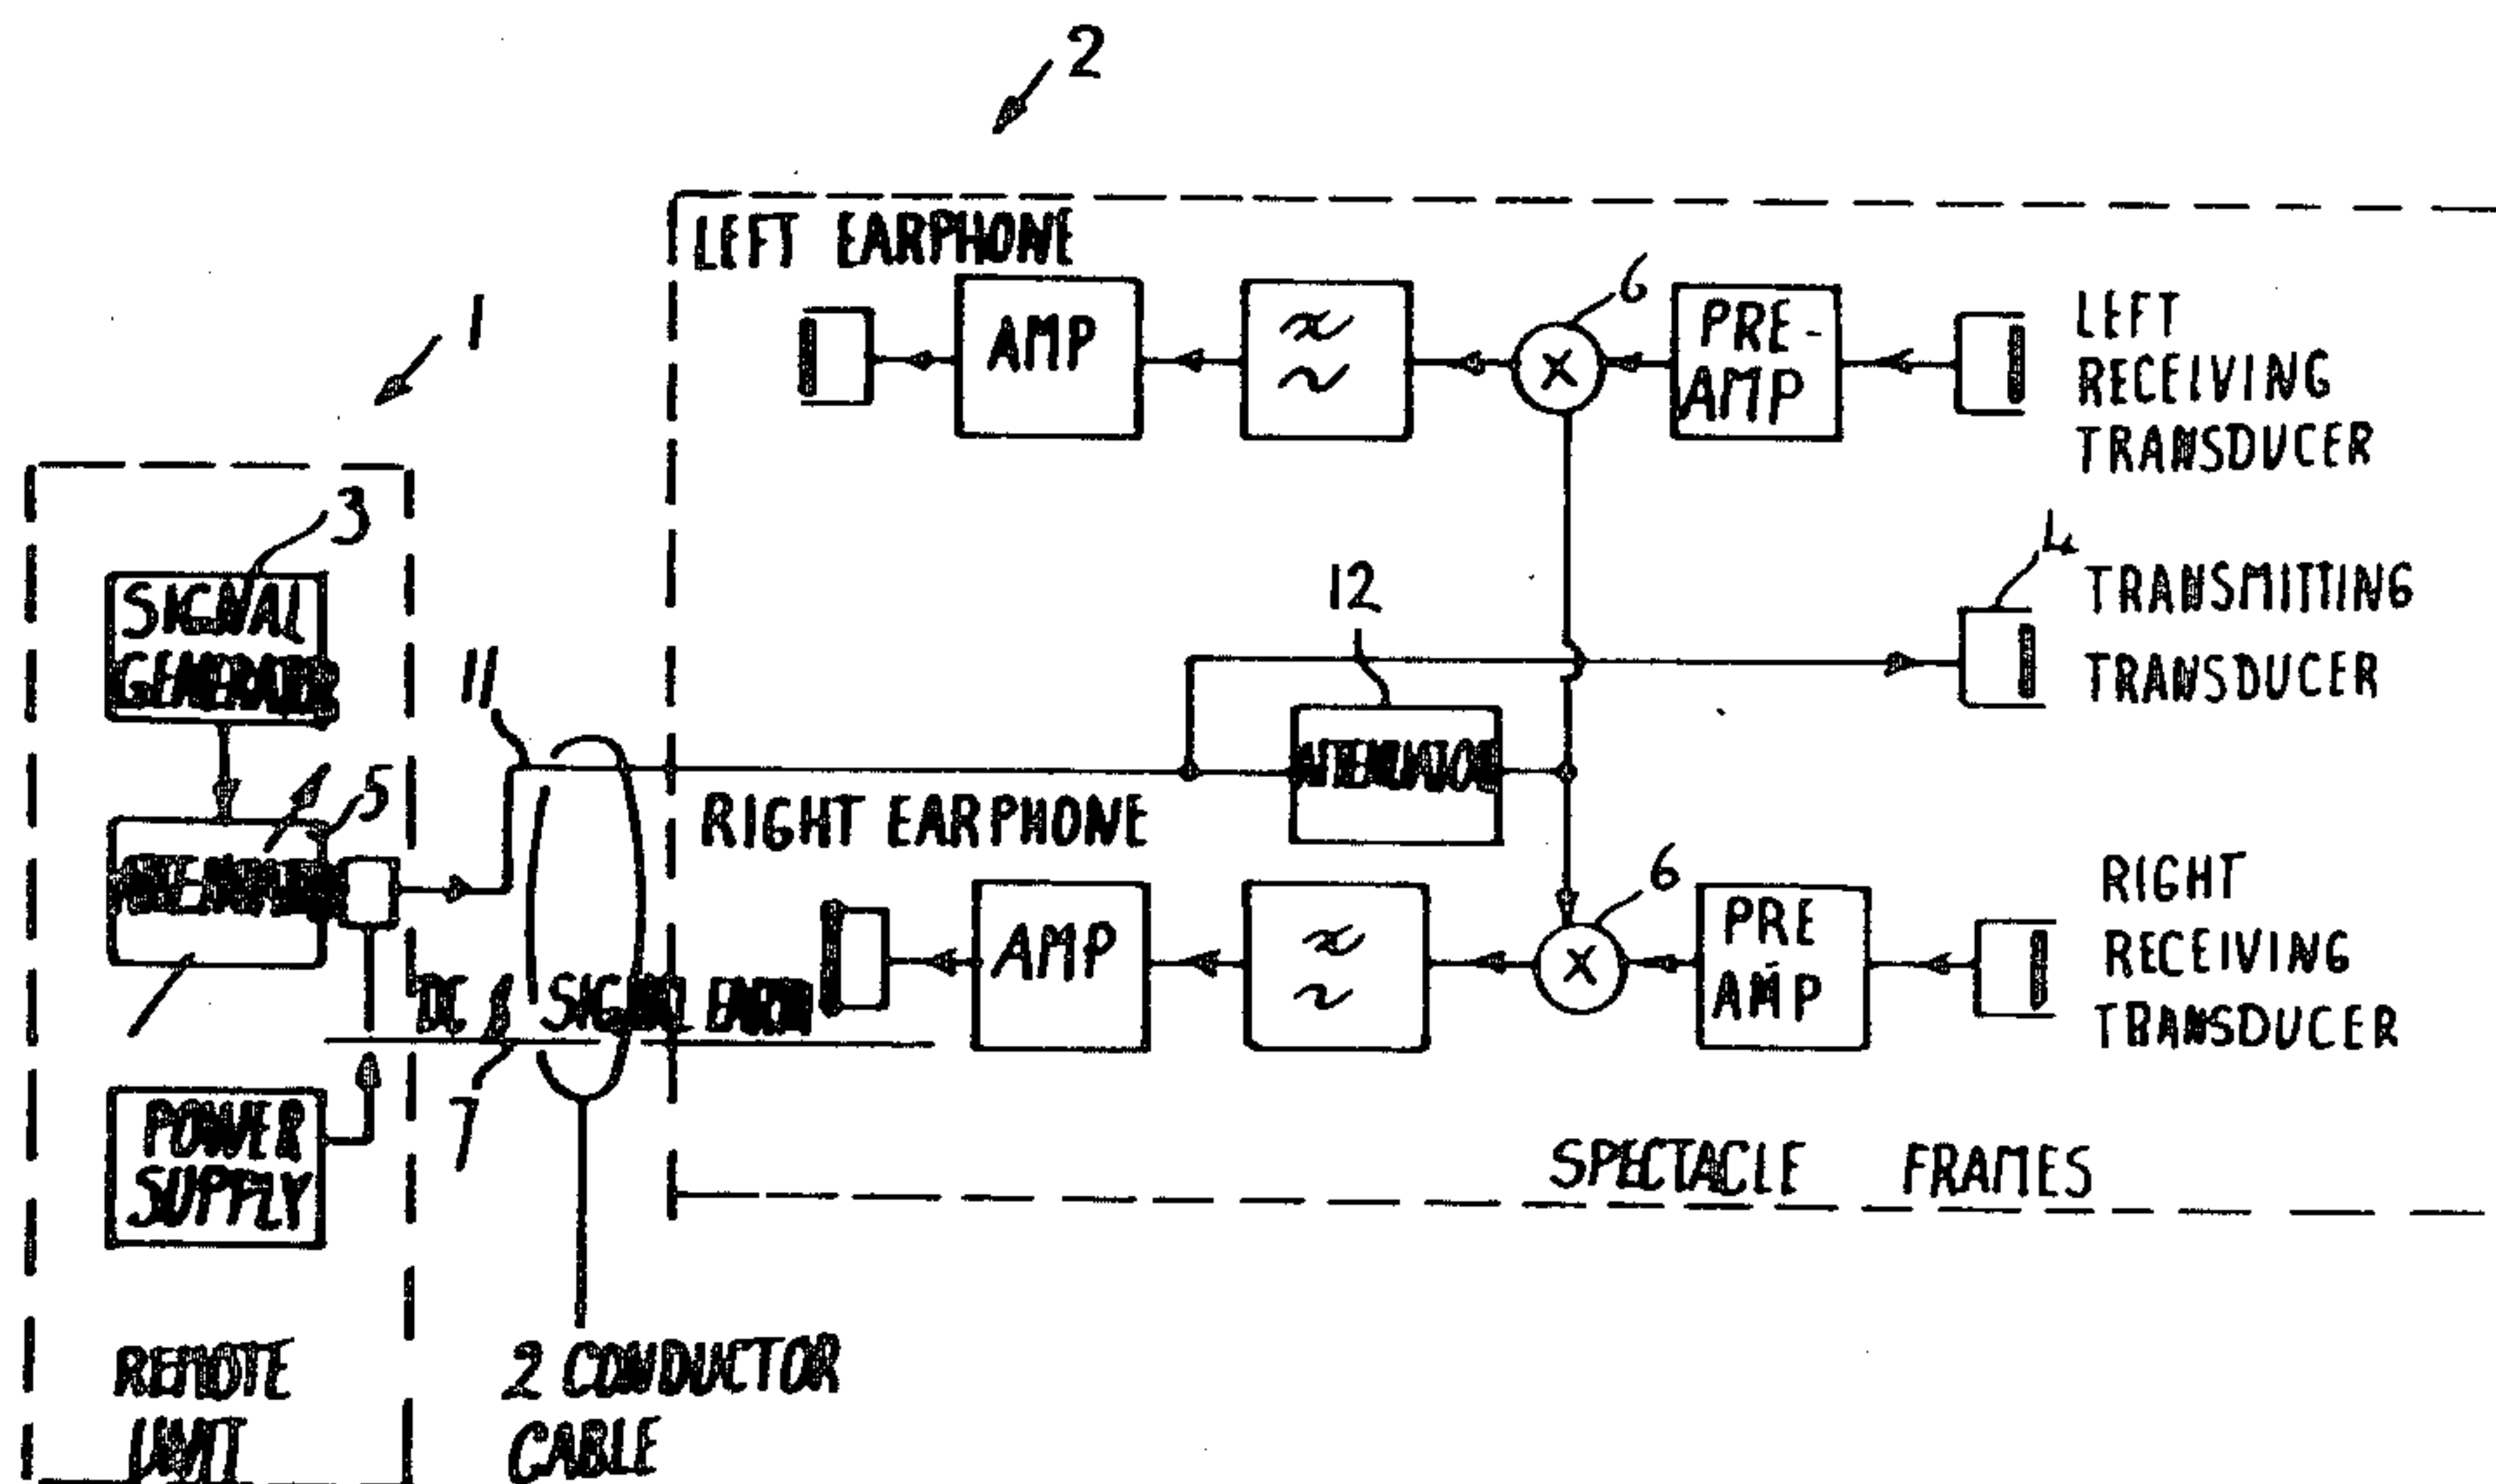 2
LEFT EARPHONE
1
6
AMP
PRE-
AMP
LEFT
RECEIVING
TRANSDUCER
3
SIGNAL
GENERATOR
4
TRANSMITTING
TRANSDUCER
12
11
5
ATTENUATOR
RIGHT EARPHONE
6
AMP
PRE
AMP
RIGHT
RECEIVING
TRANSDUCER
DC & SIGNAL
7
POWER
SUPPLY
SPECTACLE FRAMES
REMOTE
UNIT
2 CONDUCTOR
CABLE